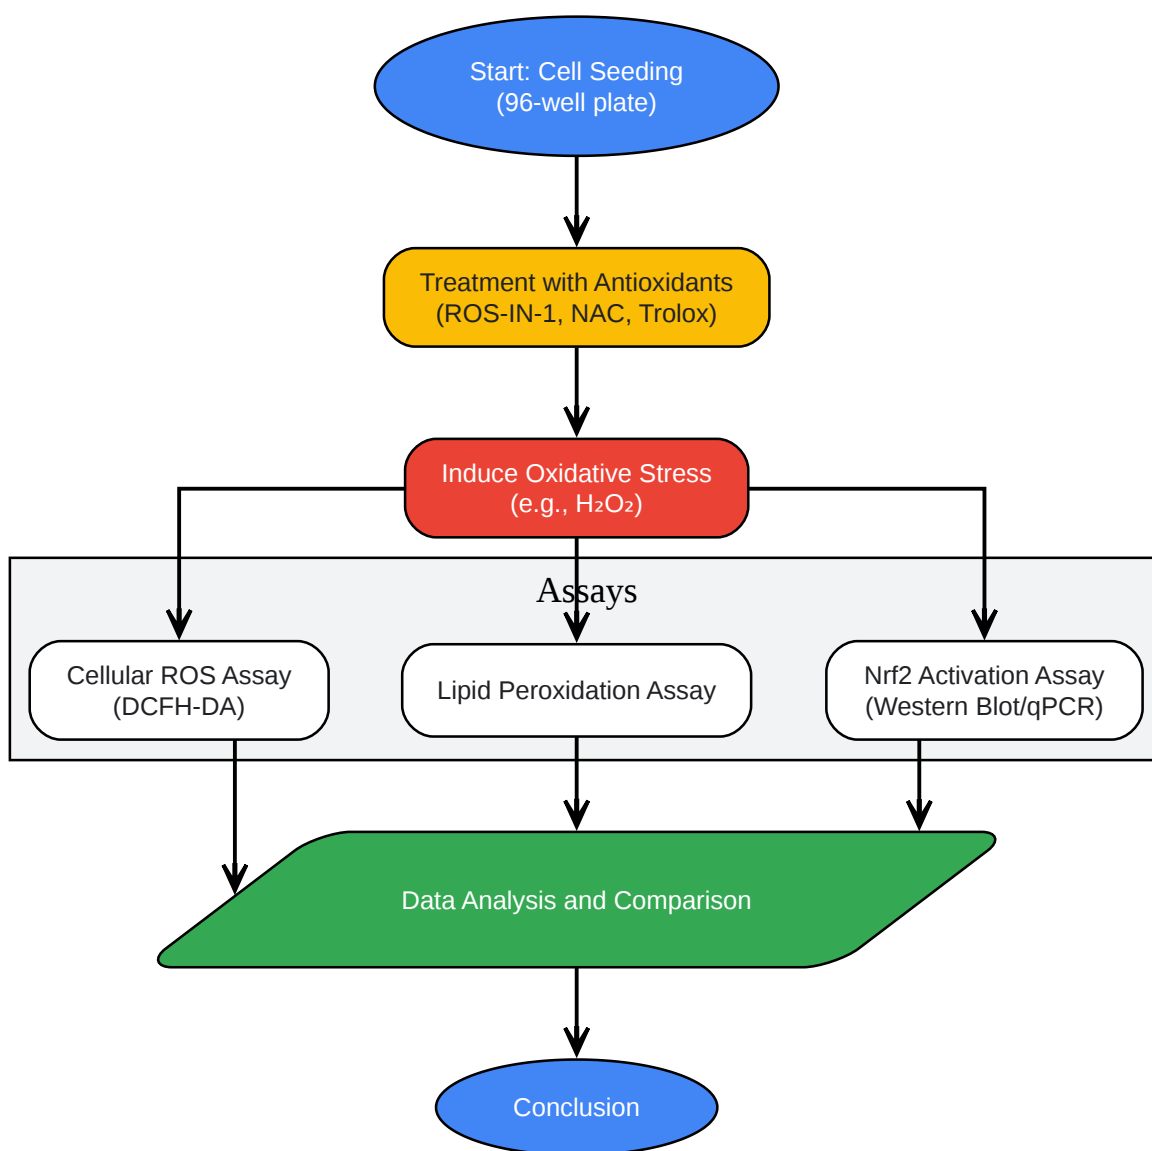 Start: Cell Seeding
(96-well plate)
Treatment with Antioxidants
(ROS-IN-1, NAC, Trolox)
Induce Oxidative Stress
(e.g., H₂O₂)
Assays
Cellular ROS Assay
(DCFH-DA)
Lipid Peroxidation Assay
Nrf2 Activation Assay
(Western Blot/qPCR)
Data Analysis and Comparison
Conclusion